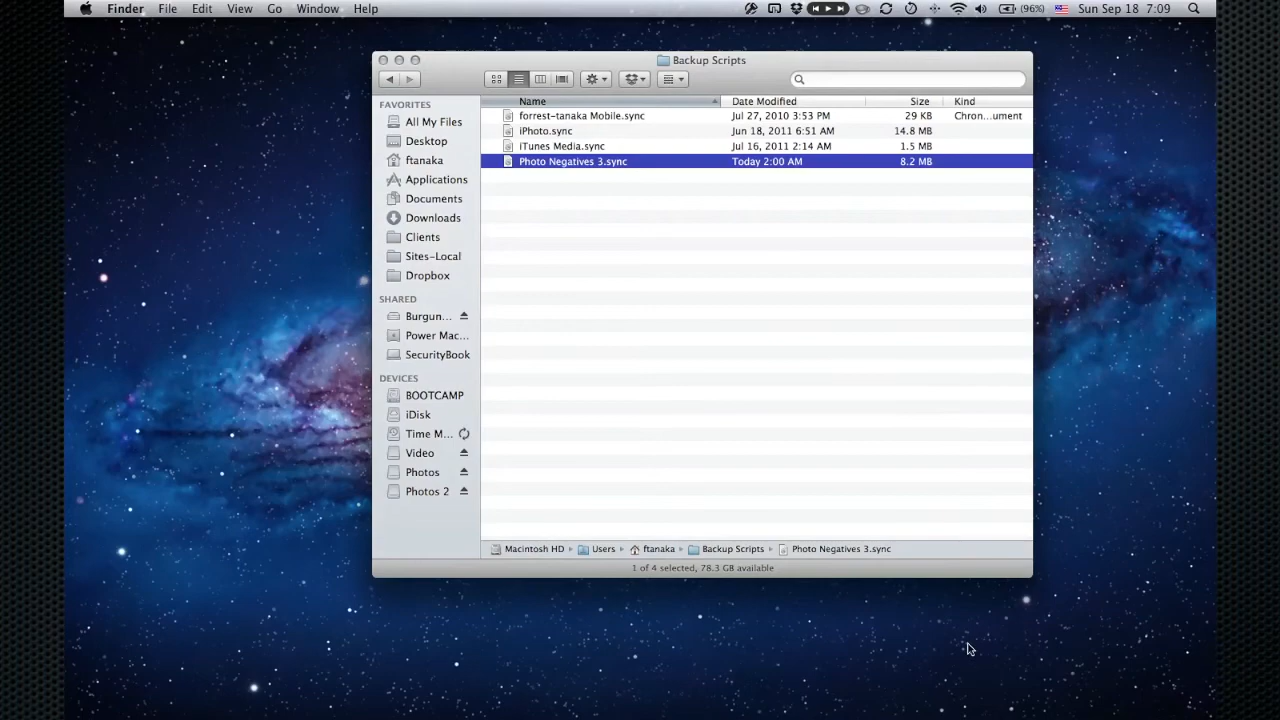 Finder File Edit View Go Window Help (96%) Sun Sep 18 7:09
Backup Scripts
FAVORITES
All My Files
Desktop
ftanaka
Applications
Documents
Downloads
Clients
Sites-Local
Dropbox
SHARED
Burgun...
Power Mac...
SecurityBook
DEVICES
BOOTCAMP
iDisk
Time M...
Video
Photos
Photos 2
Name Date Modified Size Kind
forrest-tanaka Mobile.sync Jul 27, 2010 3:53 PM 29 KB Chron...ument
iPhoto.sync Jun 18, 2011 6:51 AM 14.8 MB
iTunes Media.sync Jul 16, 2011 2:14 AM 1.5 MB
Photo Negatives 3.sync Today 2:00 AM 8.2 MB
Macintosh HD Users ftanaka Backup Scripts Photo Negatives 3.sync
1 of 4 selected, 78.3 GB available